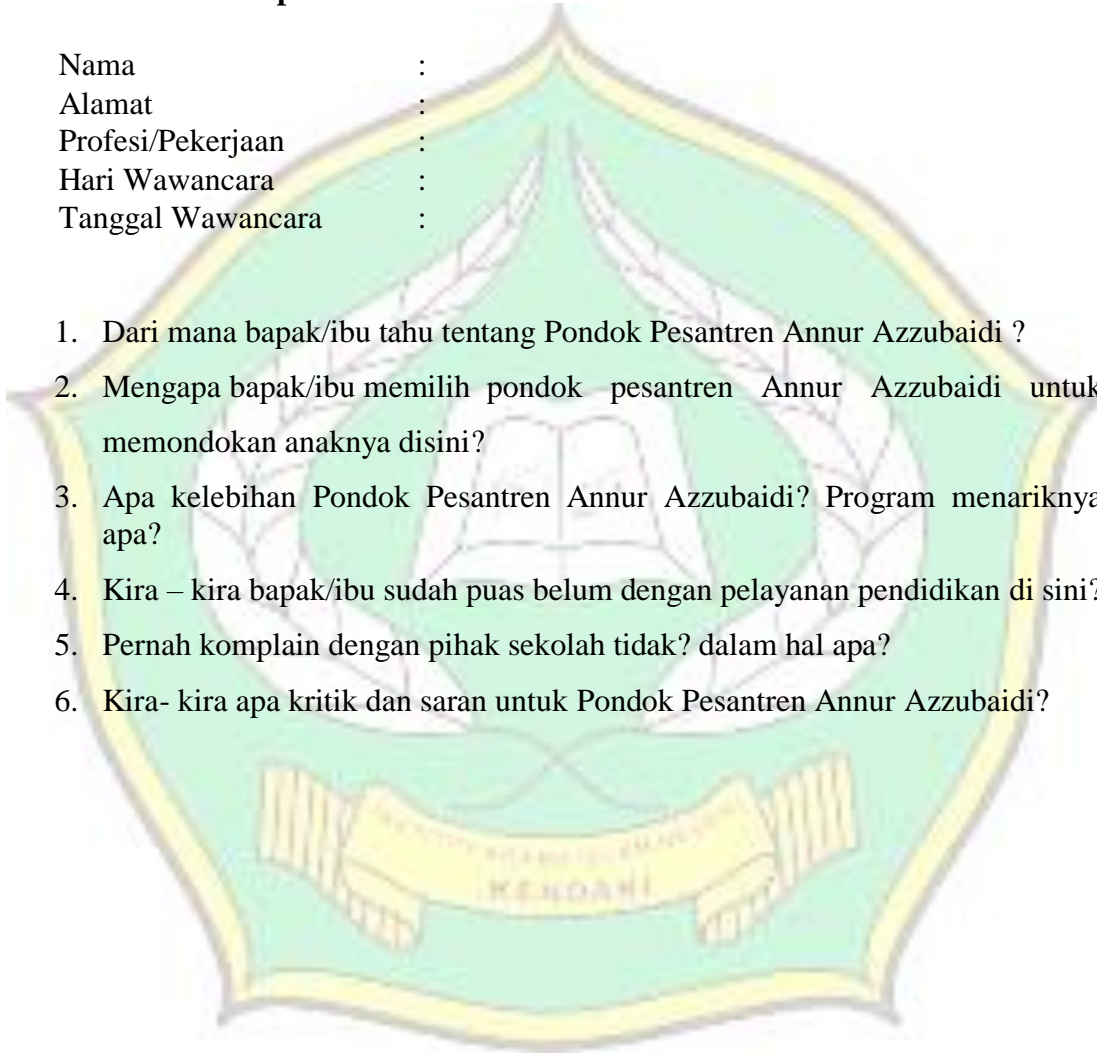 Nama :
Alamat :
Profesi/Pekerjaan :
Hari Wawancara :
Tanggal Wawancara :
1. Dari mana bapak/ibu tahu tentang Pondok Pesantren Annur Azzubaidi ?
2. Mengapa bapak/ibu memilih pondok pesantren Annur Azzubaidi untuk
memondokan anaknya disini?
3. Apa kelebihan Pondok Pesantren Annur Azzubaidi? Program menariknya
apa?
4. Kira – kira bapak/ibu sudah puas belum dengan pelayanan pendidikan di sini?
5. Pernah komplain dengan pihak sekolah tidak? dalam hal apa?
6. Kira- kira apa kritik dan saran untuk Pondok Pesantren Annur Azzubaidi?
KENDARI